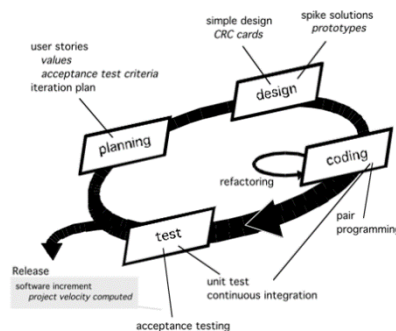 simple design
CRC cards
spike solutions
prototypes
user stories
values
acceptance test criteria
iteration plan
design
planning
coding
refactoring
test
pair
programming
Release
software increment
project velocity computed
unit test
continuous integration
acceptance testing